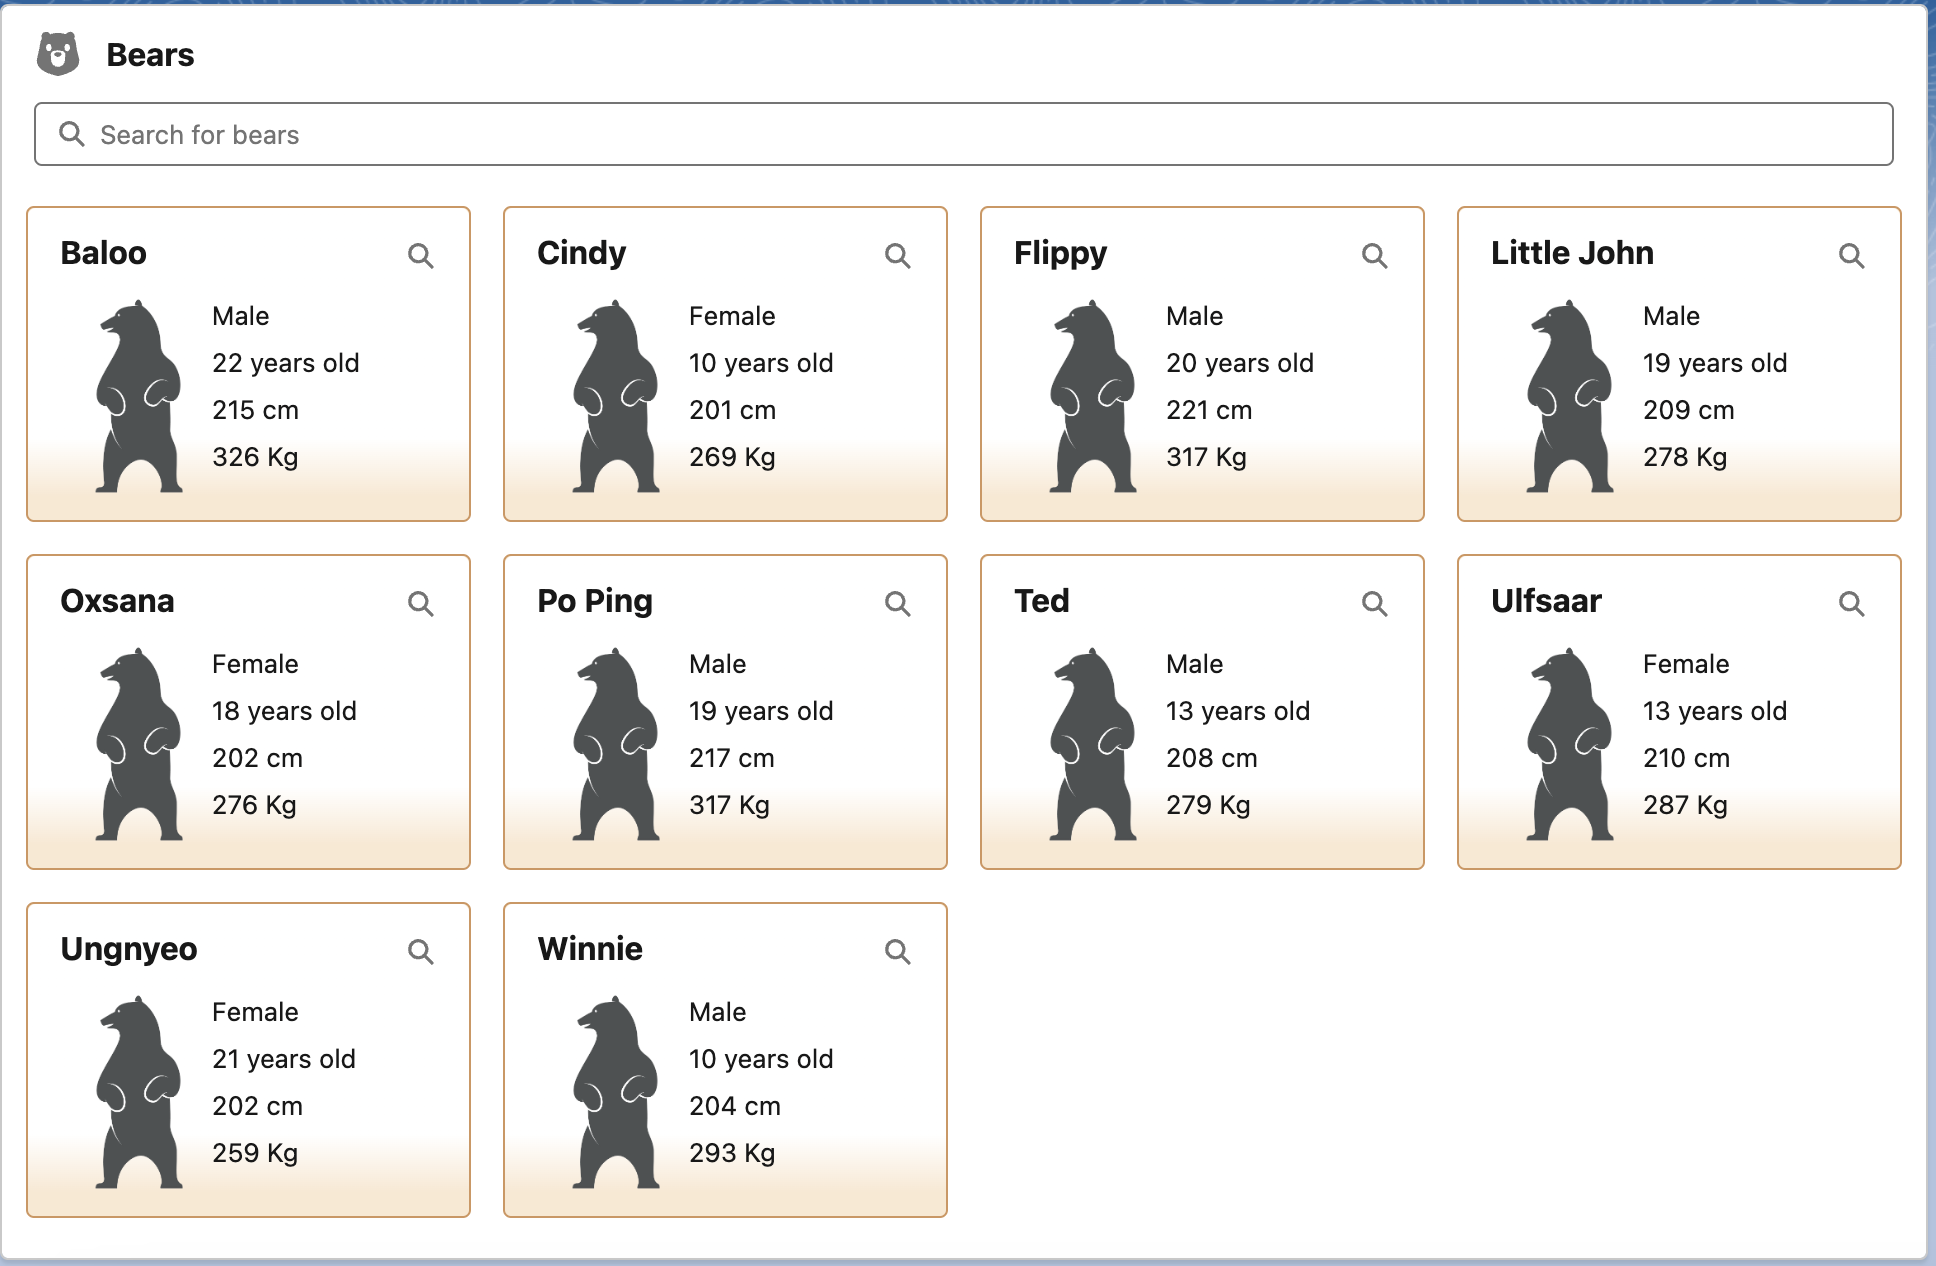 Bears
Search for bears
Baloo
Male
22 years old
215 cm
326 Kg
Cindy
Female
10 years old
201 cm
269 Kg
Flippy
Male
20 years old
221 cm
317 Kg
Little John
Male
19 years old
209 cm
278 Kg
Oxsana
Female
18 years old
202 cm
276 Kg
Po Ping
Male
19 years old
217 cm
317 Kg
Ted
Male
13 years old
208 cm
279 Kg
Ulfsaar
Female
13 years old
210 cm
287 Kg
Ungnyeo
Female
21 years old
202 cm
259 Kg
Winnie
Male
10 years old
204 cm
293 Kg